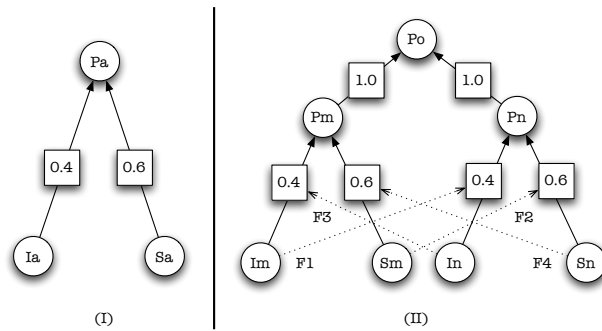 Po
Pa
1.0 1.0
Pm Pn
0.4 0.6
0.4 0.6 0.4 0.6
F3 F2
Ia Sa
Im F1 Sm In F4 Sn
(I) (II)